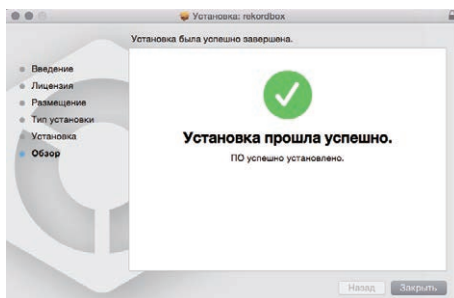 Установка: rekordbox
Установка была успешно завершена.
Введение
Лицензия
Размещение
Тип установки
Установка
Обзор
Установка прошла успешно.
ПО успешно установлено.
Назад
Закрыть